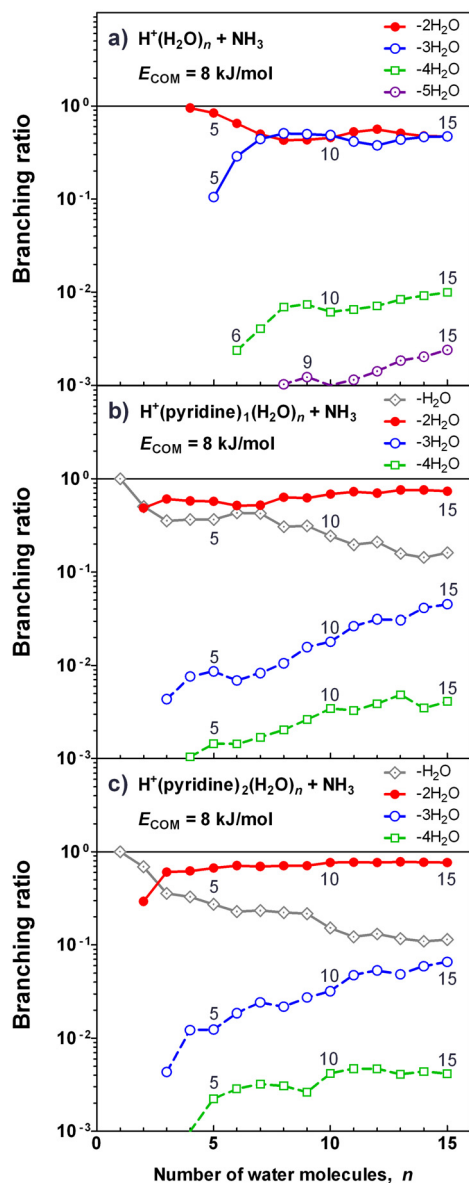 a) H⁺(H₂O)ₙ + NH₃
E_COM = 8 kJ/mol
-2H₂O
-3H₂O
-4H₂O
-5H₂O
Branching ratio
10⁰
10⁻¹
10⁻²
10⁻³
5
5
10
15
6
10
15
9
15
b) H⁺(pyridine)₁(H₂O)ₙ + NH₃
E_COM = 8 kJ/mol
-H₂O
-2H₂O
-3H₂O
-4H₂O
Branching ratio
10⁰
10⁻¹
10⁻²
10⁻³
5
10
15
5
10
15
5
10
15
c) H⁺(pyridine)₂(H₂O)ₙ + NH₃
E_COM = 8 kJ/mol
-H₂O
-2H₂O
-3H₂O
-4H₂O
Branching ratio
10⁰
10⁻¹
10⁻²
10⁻³
5
10
15
5
10
15
5
10
15
0 5 10 15
Number of water molecules, n